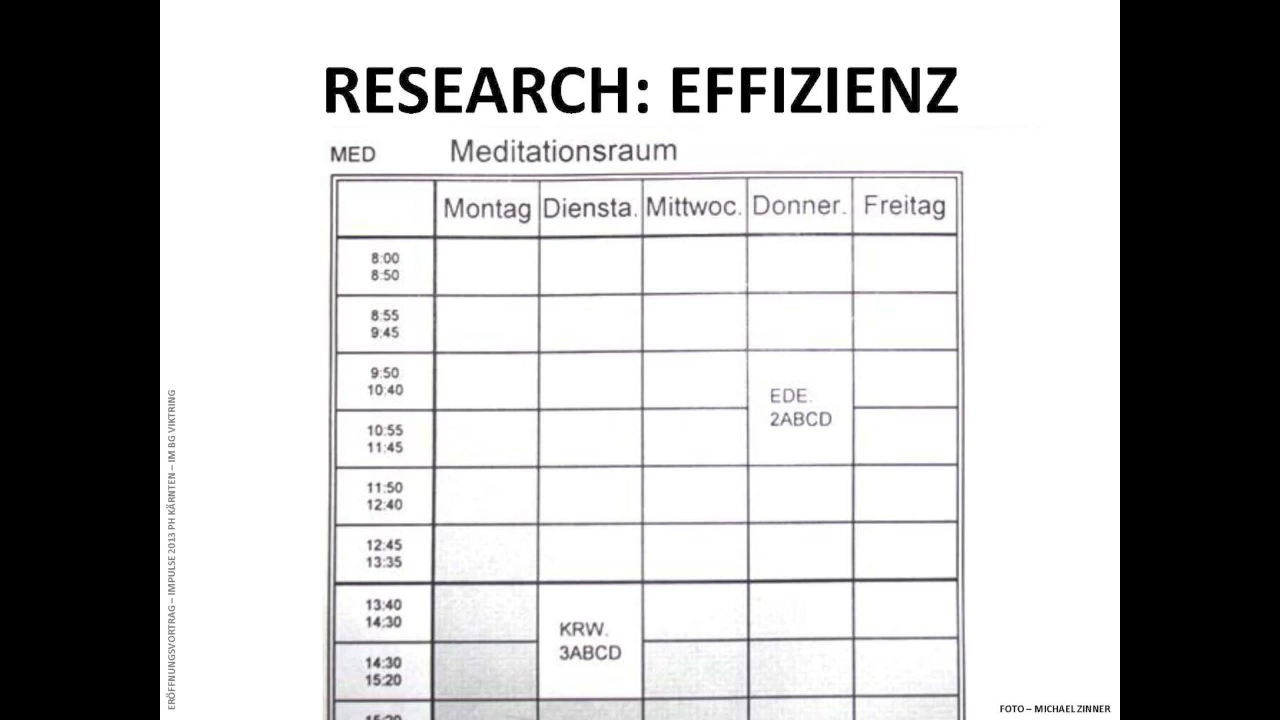 RESEARCH: EFFIZIENZ
MED Meditationsraum
Montag Diensta. Mittwoc. Donner. Freitag
8:00
8:50
8:55
9:45
9:50
10:40
EDE.
2ABCD
10:55
11:45
11:50
12:40
12:45
13:35
13:40
14:30
KRW.
3ABCD
14:30
15:20
15:20
ERÖFFNUNGSVORTRAG – IMPULSE 2013 PH KÄRNTEN – IM BG VIKTRING
FOTO – MICHAEL ZINNER